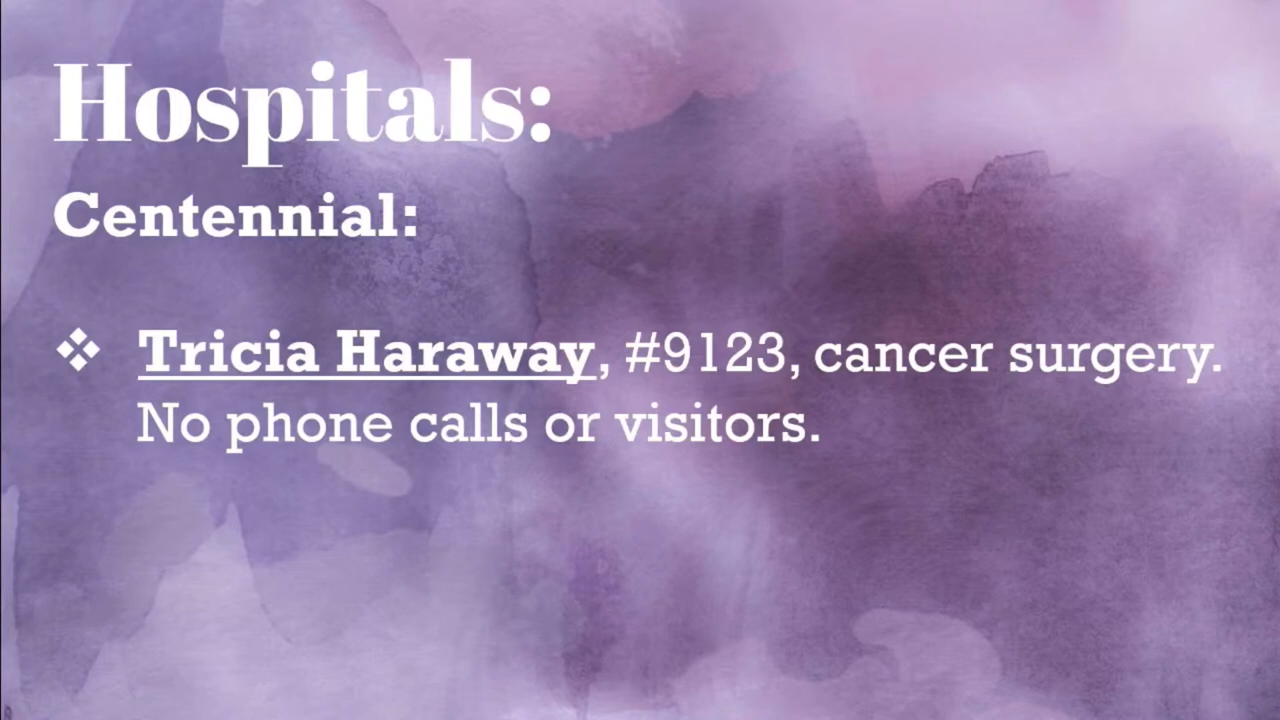 Hospitals:
Centennial:
❖ Tricia Haraway, #9123, cancer surgery.
No phone calls or visitors.